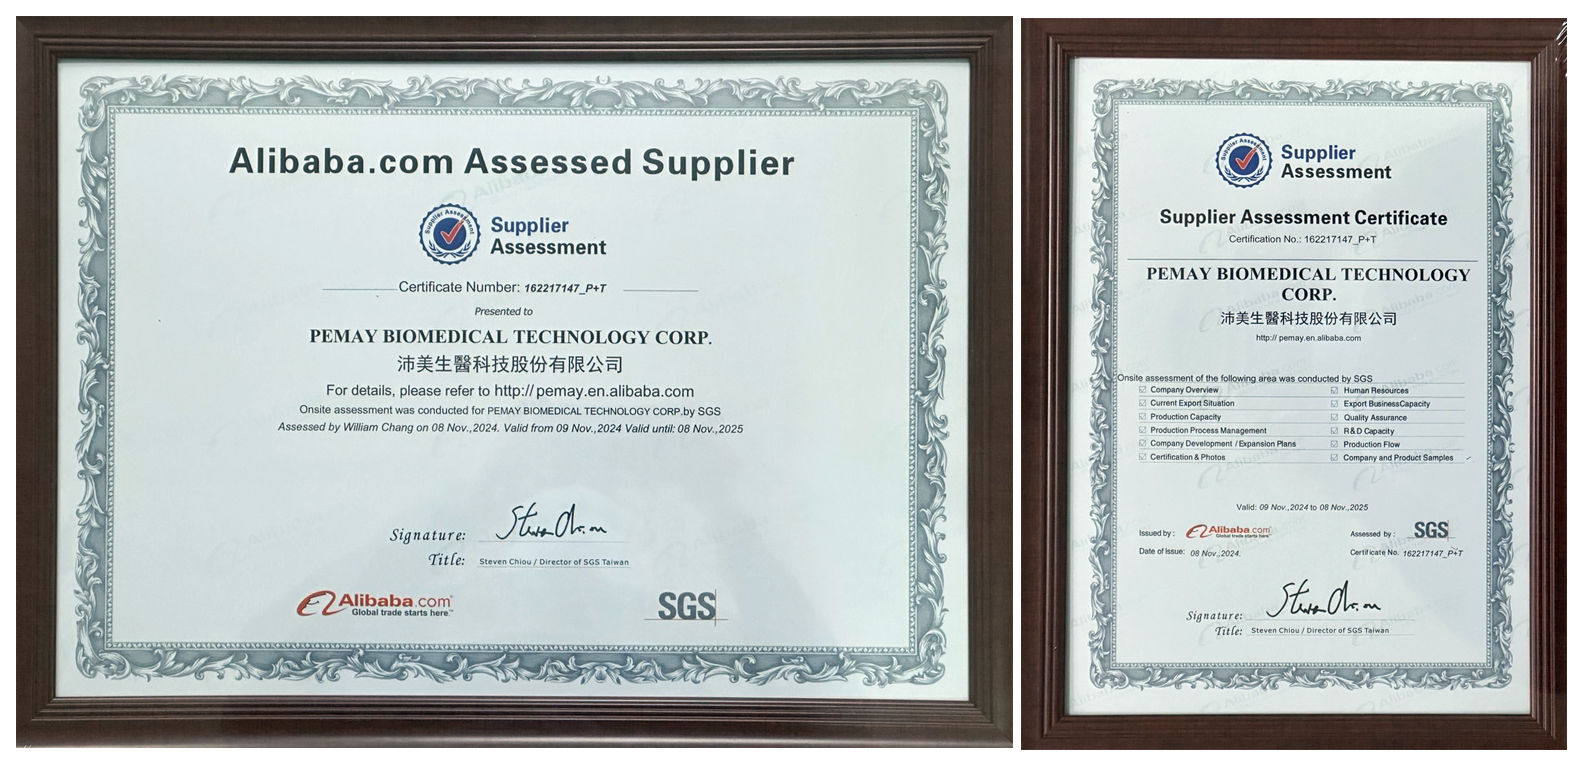 Alibaba.com Assessed Supplier
Supplier Assessment
Supplier
Assessment
Certificate Number: 162217147_P+T
Presented to
PEMAY BIOMEDICAL TECHNOLOGY CORP.
沛美生醫科技股份有限公司
For details, please refer to http://pemay.en.alibaba.com
Onsite assessment was conducted for PEMAY BIOMEDICAL TECHNOLOGY CORP.by SGS
Assessed by William Chang on 08 Nov.,2024. Valid from 09 Nov.,2024 Valid until: 08 Nov.,2025
Signature:
Title: Steven Chiou / Director of SGS Taiwan
Alibaba.com
Global trade starts here™
SGS
Supplier Assessment
Supplier
Assessment
Supplier Assessment Certificate
Certification No.: 162217147_P+T
PEMAY BIOMEDICAL TECHNOLOGY
CORP.
沛美生醫科技股份有限公司
http:// pemay.en.alibaba.com
Onsite assessment of the following area was conducted by SGS
Company Overview Human Resources
Current Export Situation Export BusinessCapacity
Production Capacity Quality Assurance
Production Process Management R&D Capacity
Company Development / Expansion Plans Production Flow
Certification & Photos Company and Product Samples
Valid: 09 Nov.,2024 to 08 Nov.,2025
Issued by: Alibaba.com Assessed by: SGS
Global trade starts here™
Date of Issue: 08 Nov.,2024. Certificate No. 162217147_P+T
Signature:
Title: Steven Chiou / Director of SGS Taiwan